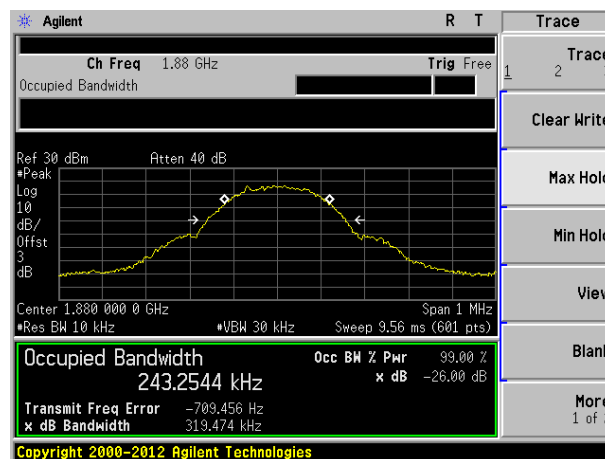 Agilent R T Trace
Ch Freq 1.88 GHz Trig Free
Occupied Bandwidth
Trace
1 2
Clear Write
Max Hold
Min Hold
View
Blank
More
1 of
Ref 30 dBm Atten 40 dB
#Peak
Log
10
dB/
Offst
3
dB
Center 1.880 000 0 GHz Span 1 MHz
#Res BW 10 kHz #VBW 30 kHz Sweep 9.56 ms (601 pts)
Occupied Bandwidth Occ BW % Pwr 99.00 %
243.2544 kHz x dB -26.00 dB
Transmit Freq Error -709.456 Hz
x dB Bandwidth 319.474 kHz
Copyright 2000-2012 Agilent Technologies